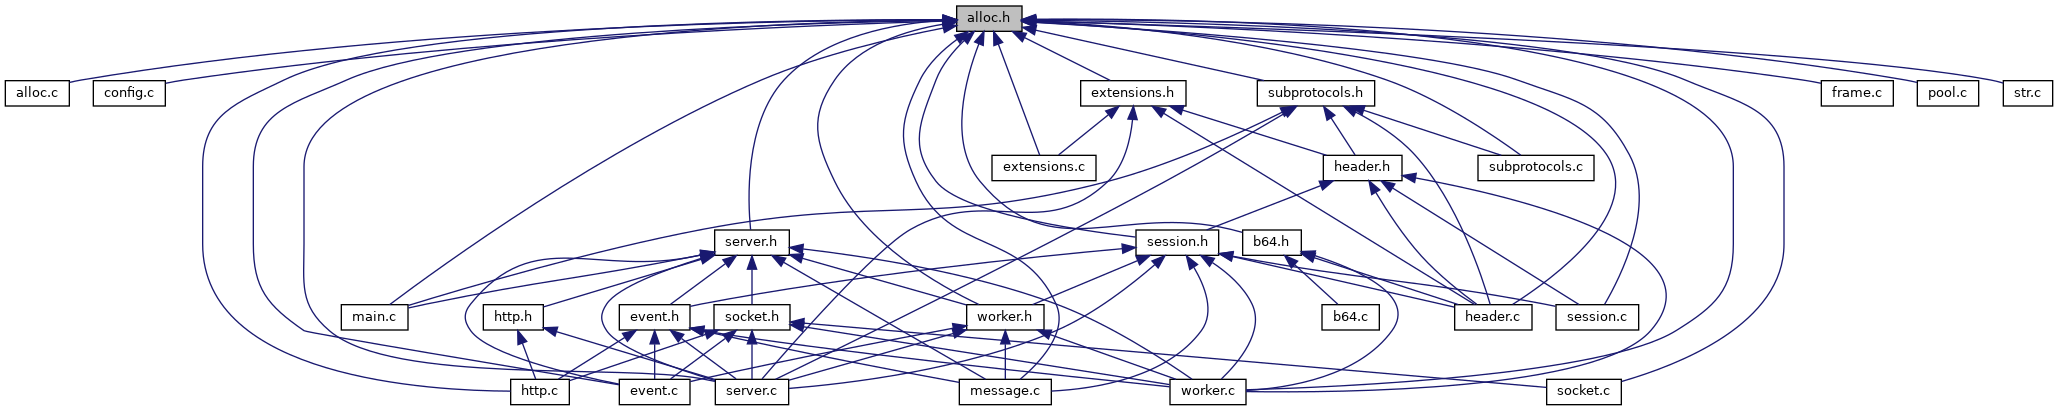 alloc.h
alloc.c
config.c
extensions.h
subprotocols.h
frame.c
pool.c
str.c
extensions.c
header.h
subprotocols.c
server.h
session.h
b64.h
main.c
http.h
event.h
socket.h
worker.h
b64.c
header.c
session.c
http.c
event.c
server.c
message.c
worker.c
socket.c